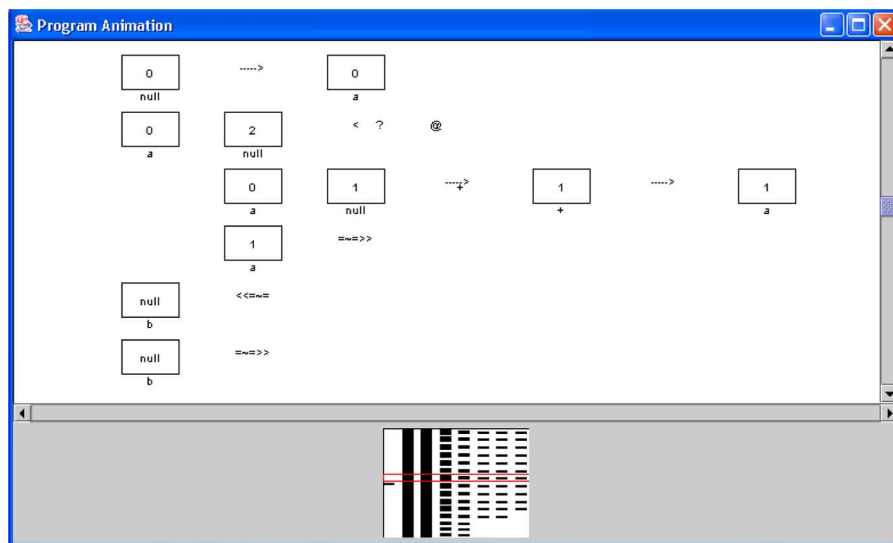 Program Animation
0 -----> 0
null a
0 2 < ? @
a null
0 1 -----> + 1 -----> 1
a null + a
1 =~=>>
a
null <<=~=
b
null =~=>>
b